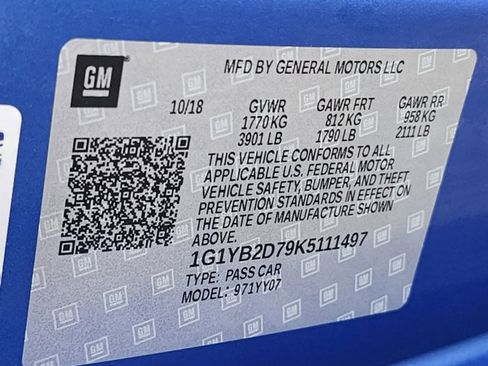 GM
MFD BY GENERAL MOTORS LLC
10/18 GVWR GAWR FRT GAWR RR
1770 KG 812 KG 958 KG
3901 LB 1790 LB 2111 LB
THIS VEHICLE CONFORMS TO ALL
APPLICABLE U.S. FEDERAL MOTOR
VEHICLE SAFETY, BUMPER, AND THEFT
PREVENTION STANDARDS IN EFFECT ON
THE DATE OF MANUFACTURE SHOWN
ABOVE.
1G1YB2D79K5111497
TYPE: PASS CAR
MODEL: 971YY07